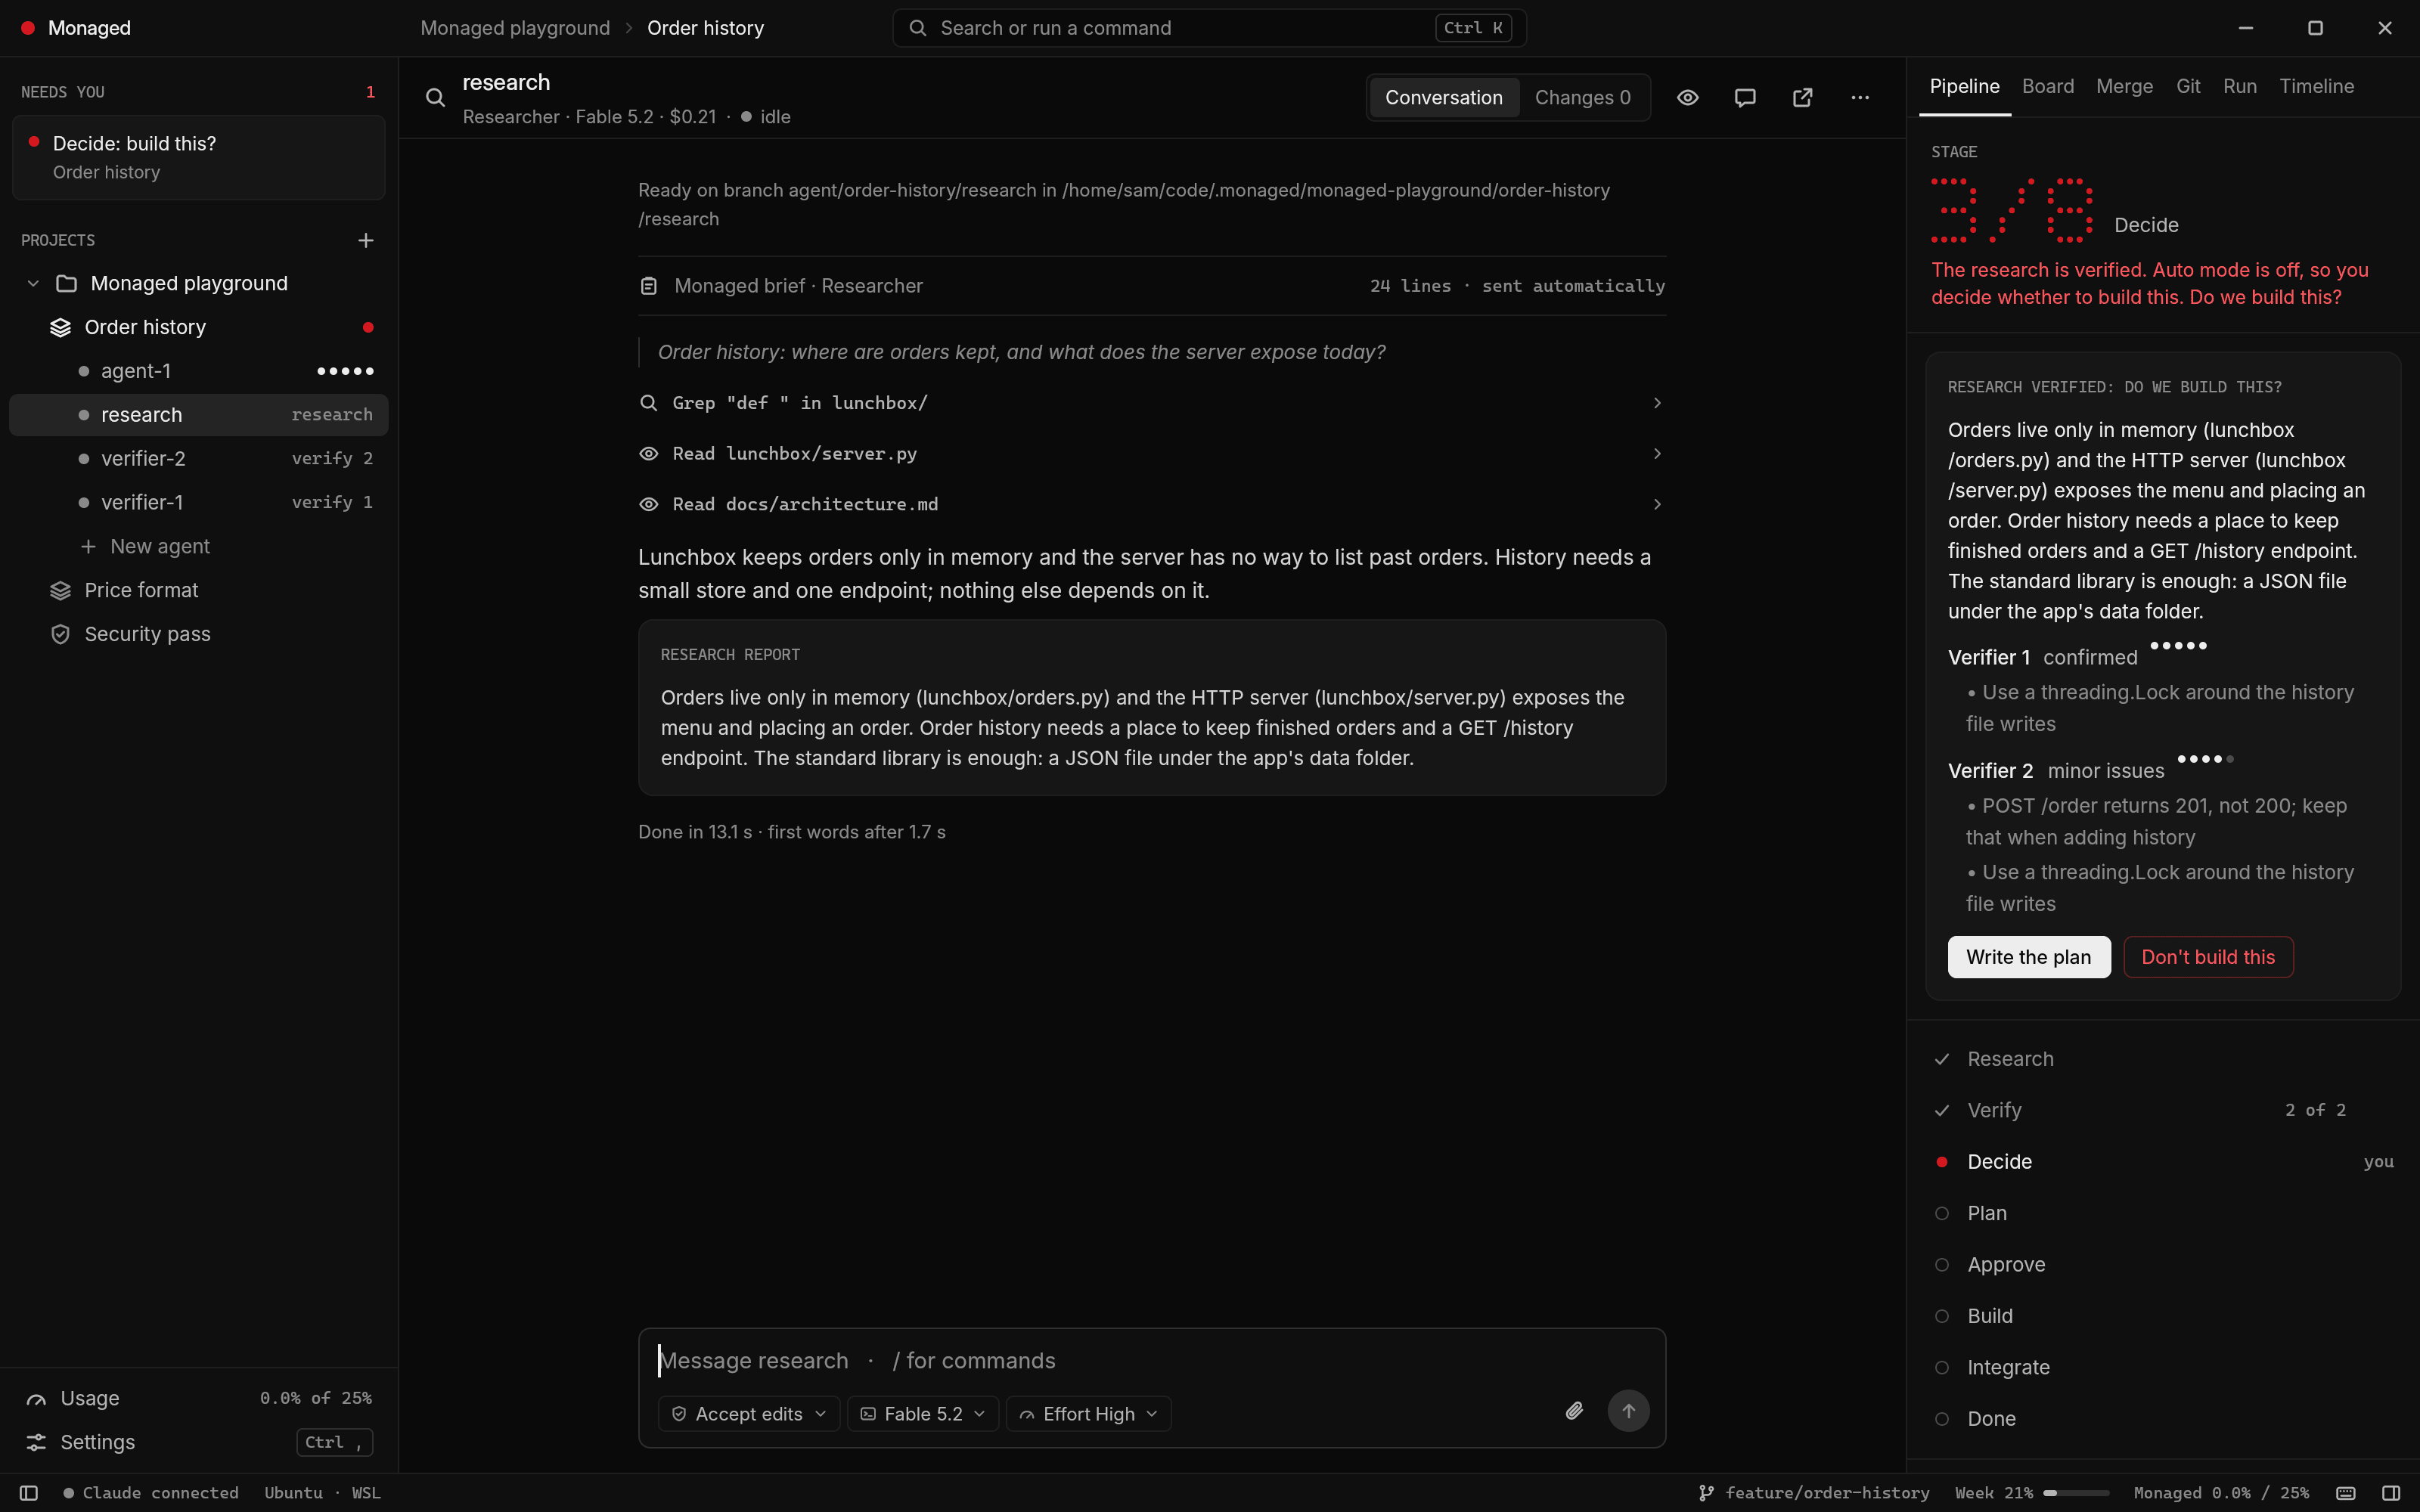 Monaged
Monaged playground > Order history
Search or run a command
Ctrl K
NEEDS YOU 1
Decide: build this?
Order history
PROJECTS
Monaged playground
Order history
agent-1
research research
verifier-2 verify 2
verifier-1 verify 1
New agent
Price format
Security pass
Usage 0.0% of 25%
Settings Ctrl ,
research
Researcher · Fable 5.2 · $0.21 · idle
Conversation Changes 0
Ready on branch agent/order-history/research in /home/sam/code/.monaged/monaged-playground/order-history
/research
Monaged brief · Researcher 24 lines · sent automatically
Order history: where are orders kept, and what does the server expose today?
Grep "def " in lunchbox/
Read lunchbox/server.py
Read docs/architecture.md
Lunchbox keeps orders only in memory and the server has no way to list past orders. History needs a
small store and one endpoint; nothing else depends on it.
RESEARCH REPORT
Orders live only in memory (lunchbox/orders.py) and the HTTP server (lunchbox/server.py) exposes the
menu and placing an order. Order history needs a place to keep finished orders and a GET /history
endpoint. The standard library is enough: a JSON file under the app's data folder.
Done in 13.1 s · first words after 1.7 s
Message research · / for commands
Accept edits Fable 5.2 Effort High
Pipeline Board Merge Git Run Timeline
STAGE
3/8 Decide
The research is verified. Auto mode is off, so you
decide whether to build this. Do we build this?
RESEARCH VERIFIED: DO WE BUILD THIS?
Orders live only in memory (lunchbox
/orders.py) and the HTTP server (lunchbox
/server.py) exposes the menu and placing an
order. Order history needs a place to keep
finished orders and a GET /history endpoint.
The standard library is enough: a JSON file
under the app's data folder.
Verifier 1 confirmed
• Use a threading.Lock around the history
file writes
Verifier 2 minor issues
• POST /order returns 201, not 200; keep
that when adding history
• Use a threading.Lock around the history
file writes
Write the plan Don't build this
Research
Verify 2 of 2
Decide you
Plan
Approve
Build
Integrate
Done
Claude connected Ubuntu · WSL
feature/order-history Week 21% Monaged 0.0% / 25%